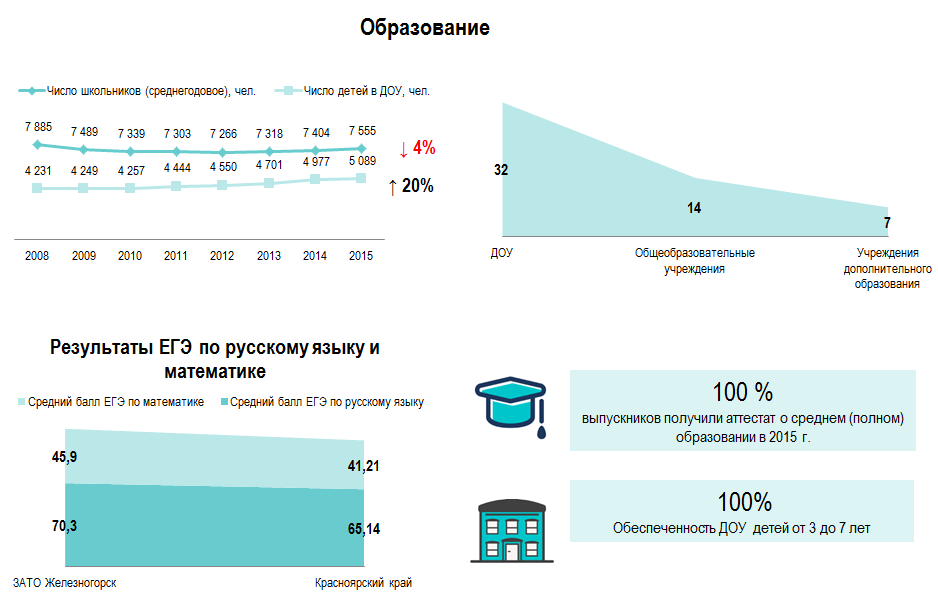 Образование
Число школьников (среднегодовое), чел.
Число детей в ДОУ, чел.
7 885 7 489 7 339 7 303 7 266 7 318 7 404 7 555
↓ 4%
4 231 4 249 4 257 4 444 4 550 4 701 4 977 5 089
↑ 20%
2008 2009 2010 2011 2012 2013 2014 2015
32
14
7
ДОУ
Общеобразовательные
учреждения
Учреждения
дополнительного
образования
Результаты ЕГЭ по русскому языку и
математике
Средний балл ЕГЭ по математике
Средний балл ЕГЭ по русскому языку
45,9
41,21
70,3
65,14
ЗАТО Железногорск
Красноярский край
100 %
выпускников получили аттестат о среднем (полном)
образовании в 2015 г.
100%
Обеспеченность ДОУ детей от 3 до 7 лет